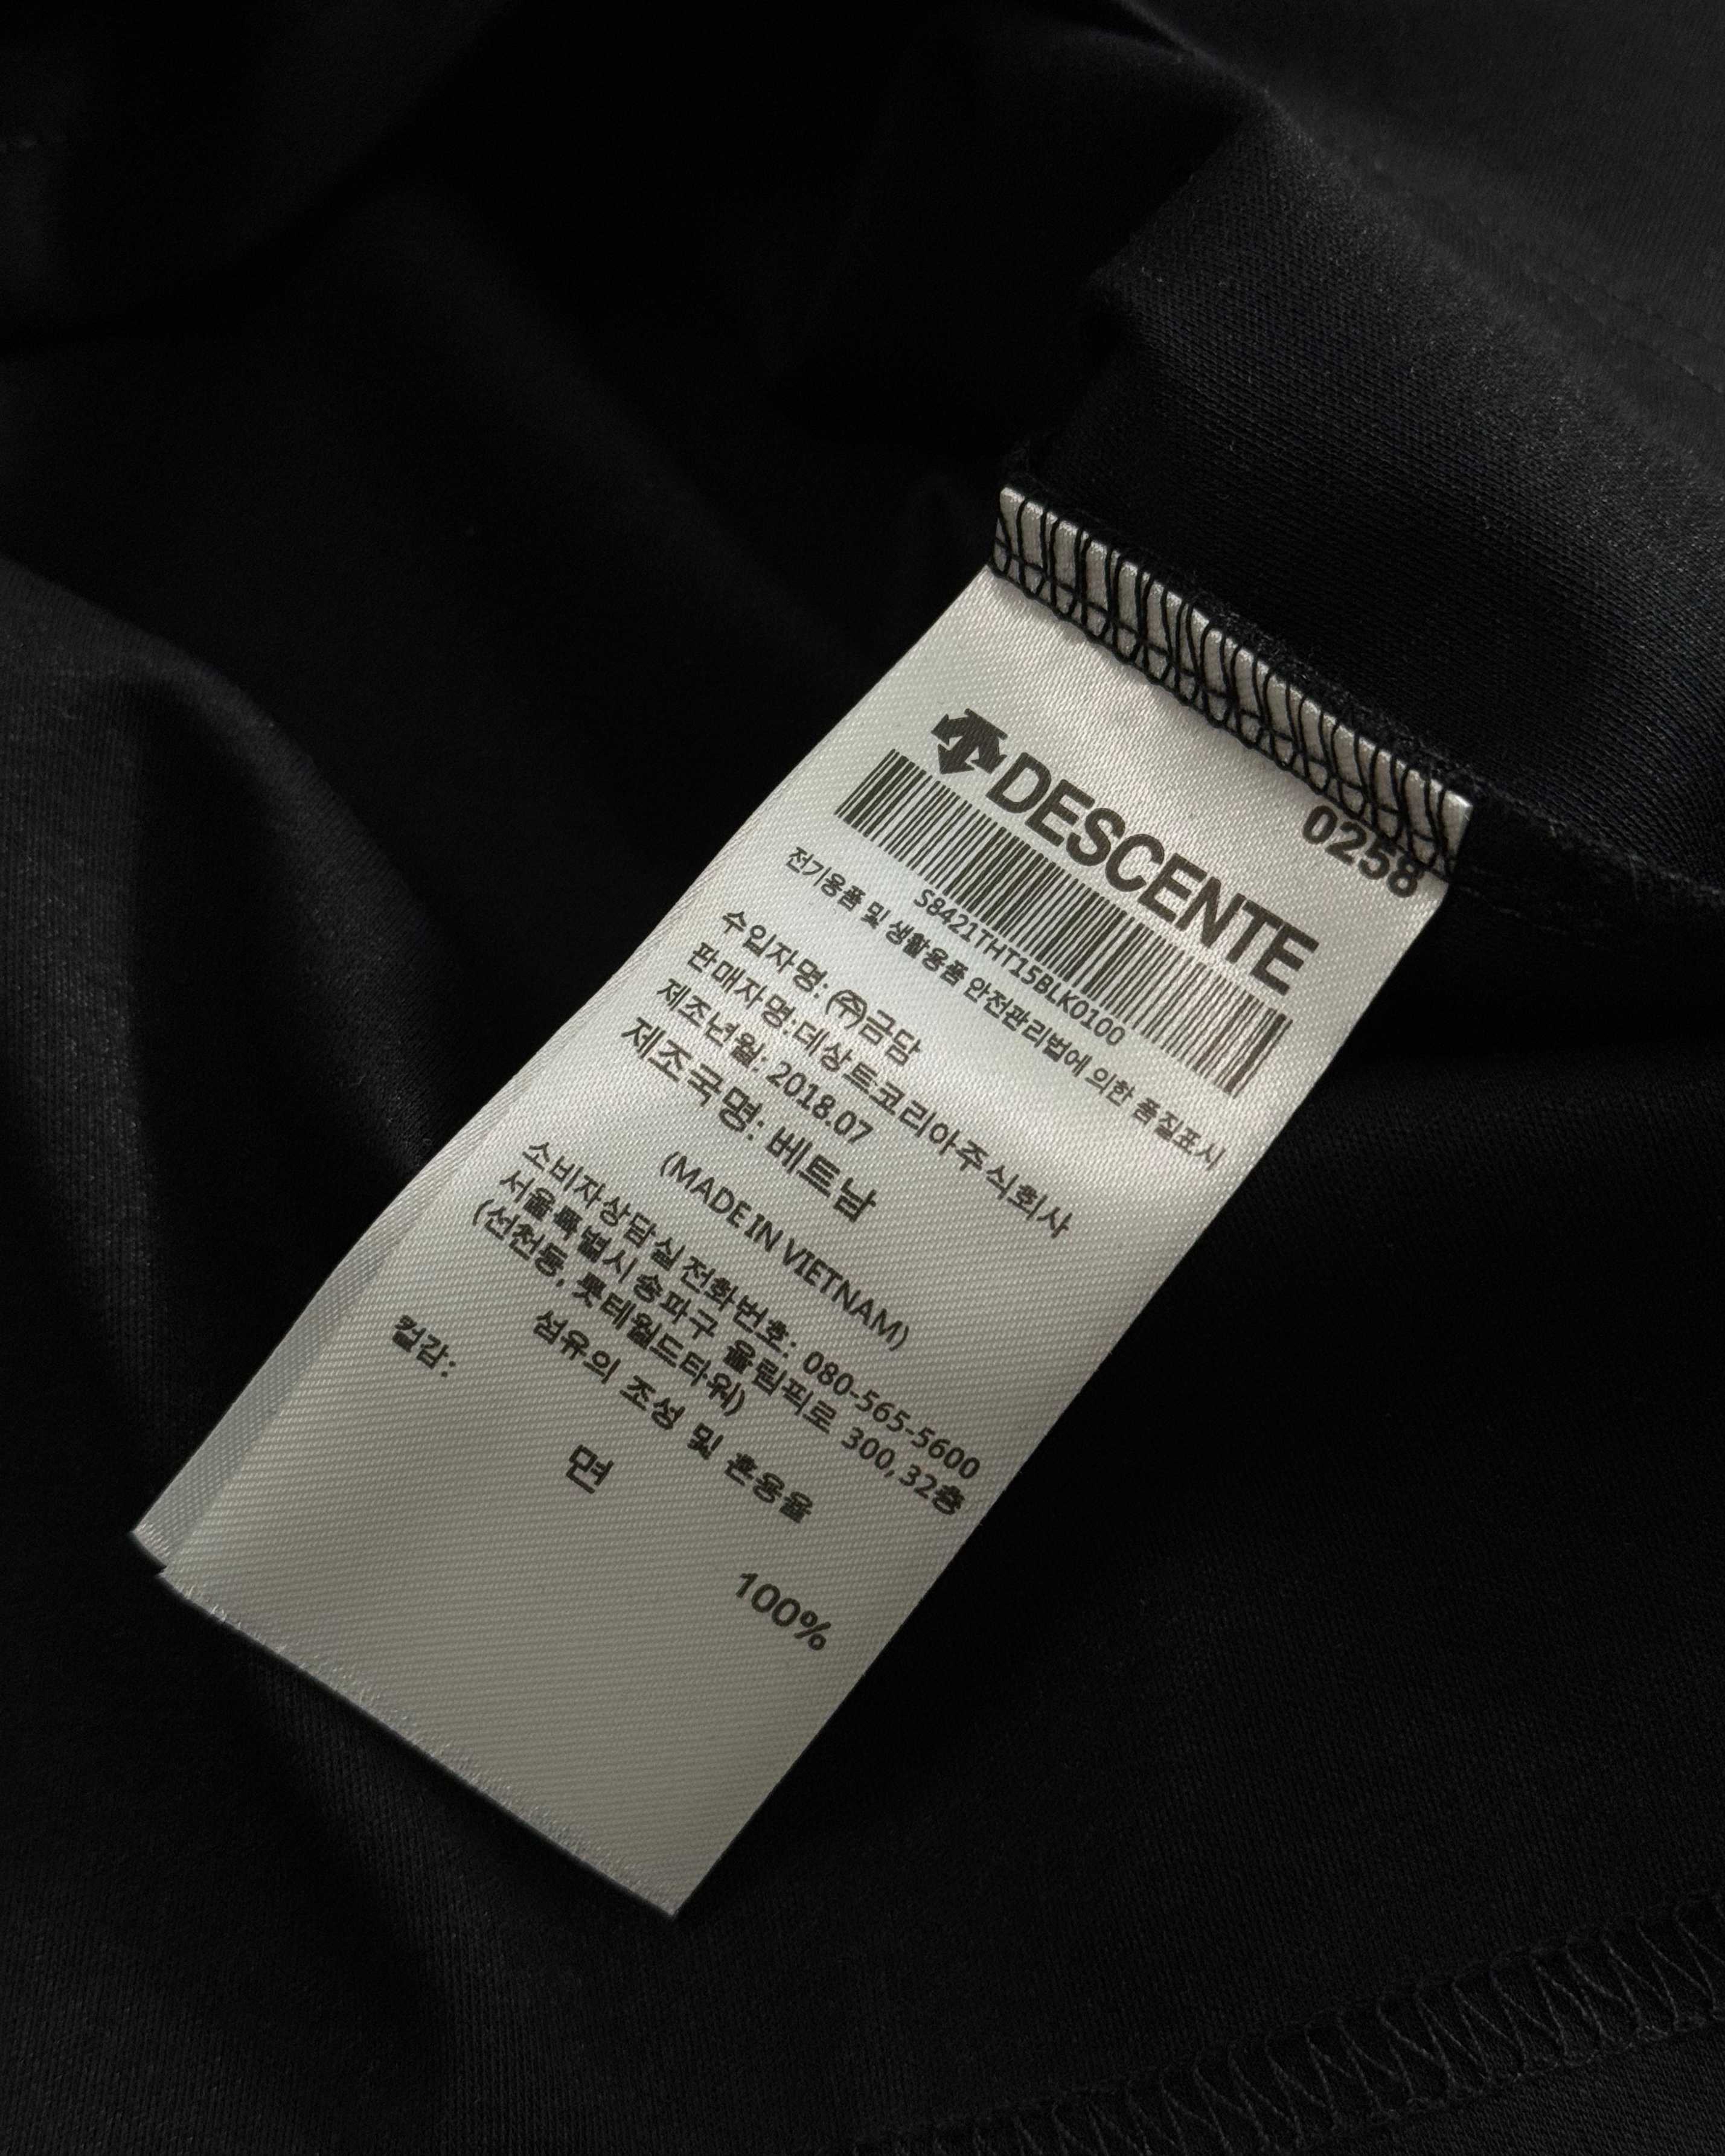 0258
DESCENTE
S8421THT15BLK0100
전기용품 및 생활용품 안전관리법에 의한 품질표시
수입자명: ㈜금담
판매자명:데상트코리아주식회사
제조년월: 2018.07
제조국명: 베트남
(MADE IN VIETNAM)
소비자상담실 전화번호: 080-565-5600
서울특별시 송파구 올림픽로 300,32층
(신천동, 롯데월드타워)
섬유의 조성 및 혼용율
겉감:
면
100%